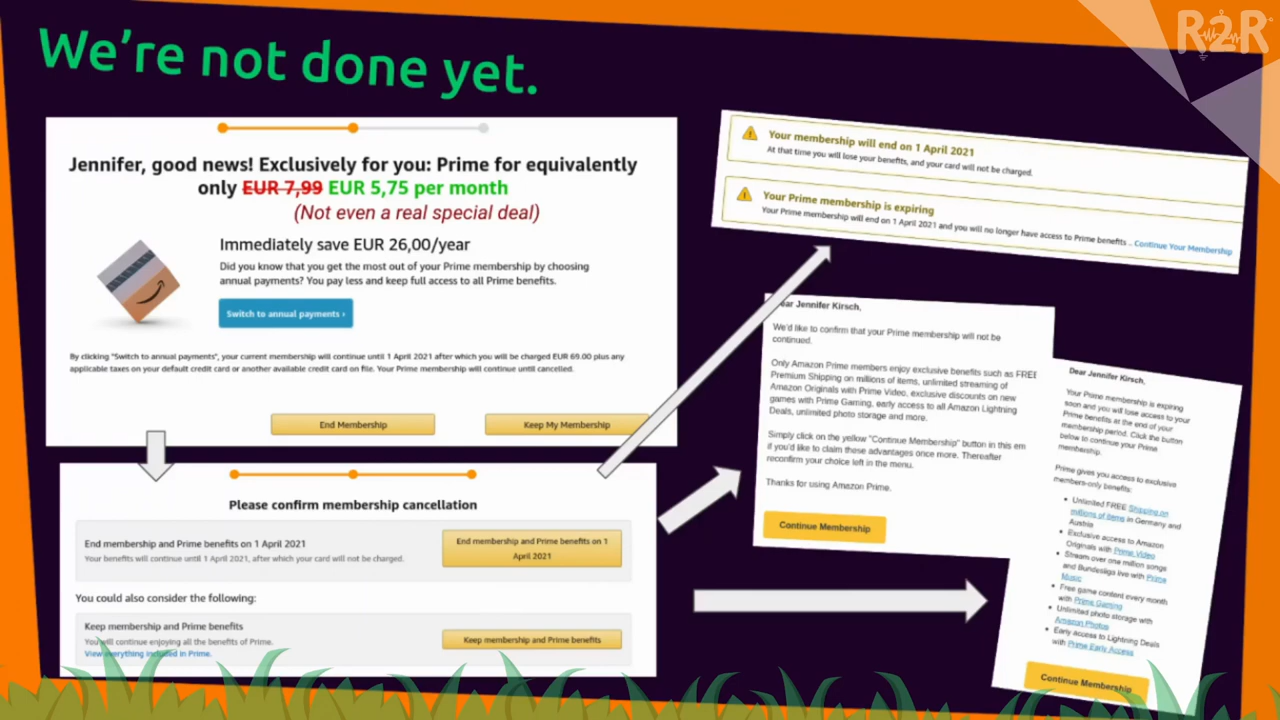 We're not done yet.
R2R
Jennifer, good news! Exclusively for you: Prime for equivalently
only EUR 7,99 EUR 5,75 per month
(Not even a real special deal)
Immediately save EUR 26,00/year
Did you know that you get the most out of your Prime membership by choosing
annual payments? You pay less and keep full access to all Prime benefits.
Switch to annual payments ›
By clicking "Switch to annual payments", your current membership will continue until 1 April 2021 after which you will be charged EUR 69.00 plus any
applicable taxes on your default credit card or another available credit card on file. Your Prime membership will continue until cancelled.
End Membership
Keep My Membership
Please confirm membership cancellation
End membership and Prime benefits on 1 April 2021
Your benefits will continue until 1 April 2021, after which your card will not be charged.
End membership and Prime benefits on 1
April 2021
You could also consider the following:
Keep membership and Prime benefits
You will continue enjoying all the benefits of Prime.
View everything included in Prime.
Keep membership and Prime benefits
Your membership will end on 1 April 2021
At that time you will lose your benefits, and your card will not be charged.
Your Prime membership is expiring
Your Prime membership will end on 1 April 2021 and you will no longer have access to Prime benefits .. Continue Your Membership
ear Jennifer Kirsch,
We'd like to confirm that your Prime membership will not be
continued.
Only Amazon Prime members enjoy exclusive benefits such as FREE
Premium Shipping on millions of items, unlimited streaming of
Amazon Originals with Prime Video, exclusive discounts on new
games with Prime Gaming, early access to all Amazon Lightning
Deals, unlimited photo storage and more.
Simply click on the yellow "Continue Membership" button in this em
if you'd like to claim these advantages once more. Thereafter
reconfirm your choice left in the menu.
Thanks for using Amazon Prime.
Continue Membership
Dear Jennifer Kirsch,
Your Prime membership is expiring
soon and you will lose access to your
Prime benefits at the end of your
membership period. Click the button
below to continue your Prime
membership.
Prime gives you access to exclusive
members-only benefits:
• Unlimited FREE Shipping on
millions of items in Germany and
Austria
• Exclusive access to Amazon
Originals with Prime Video
• Stream over one million songs
and Bundesliga live with Prime
Music
• Free game content every month
with Prime Gaming
• Unlimited photo storage with
Amazon Photos
• Early access to Lightning Deals
with Prime Early Access
Continue Membership